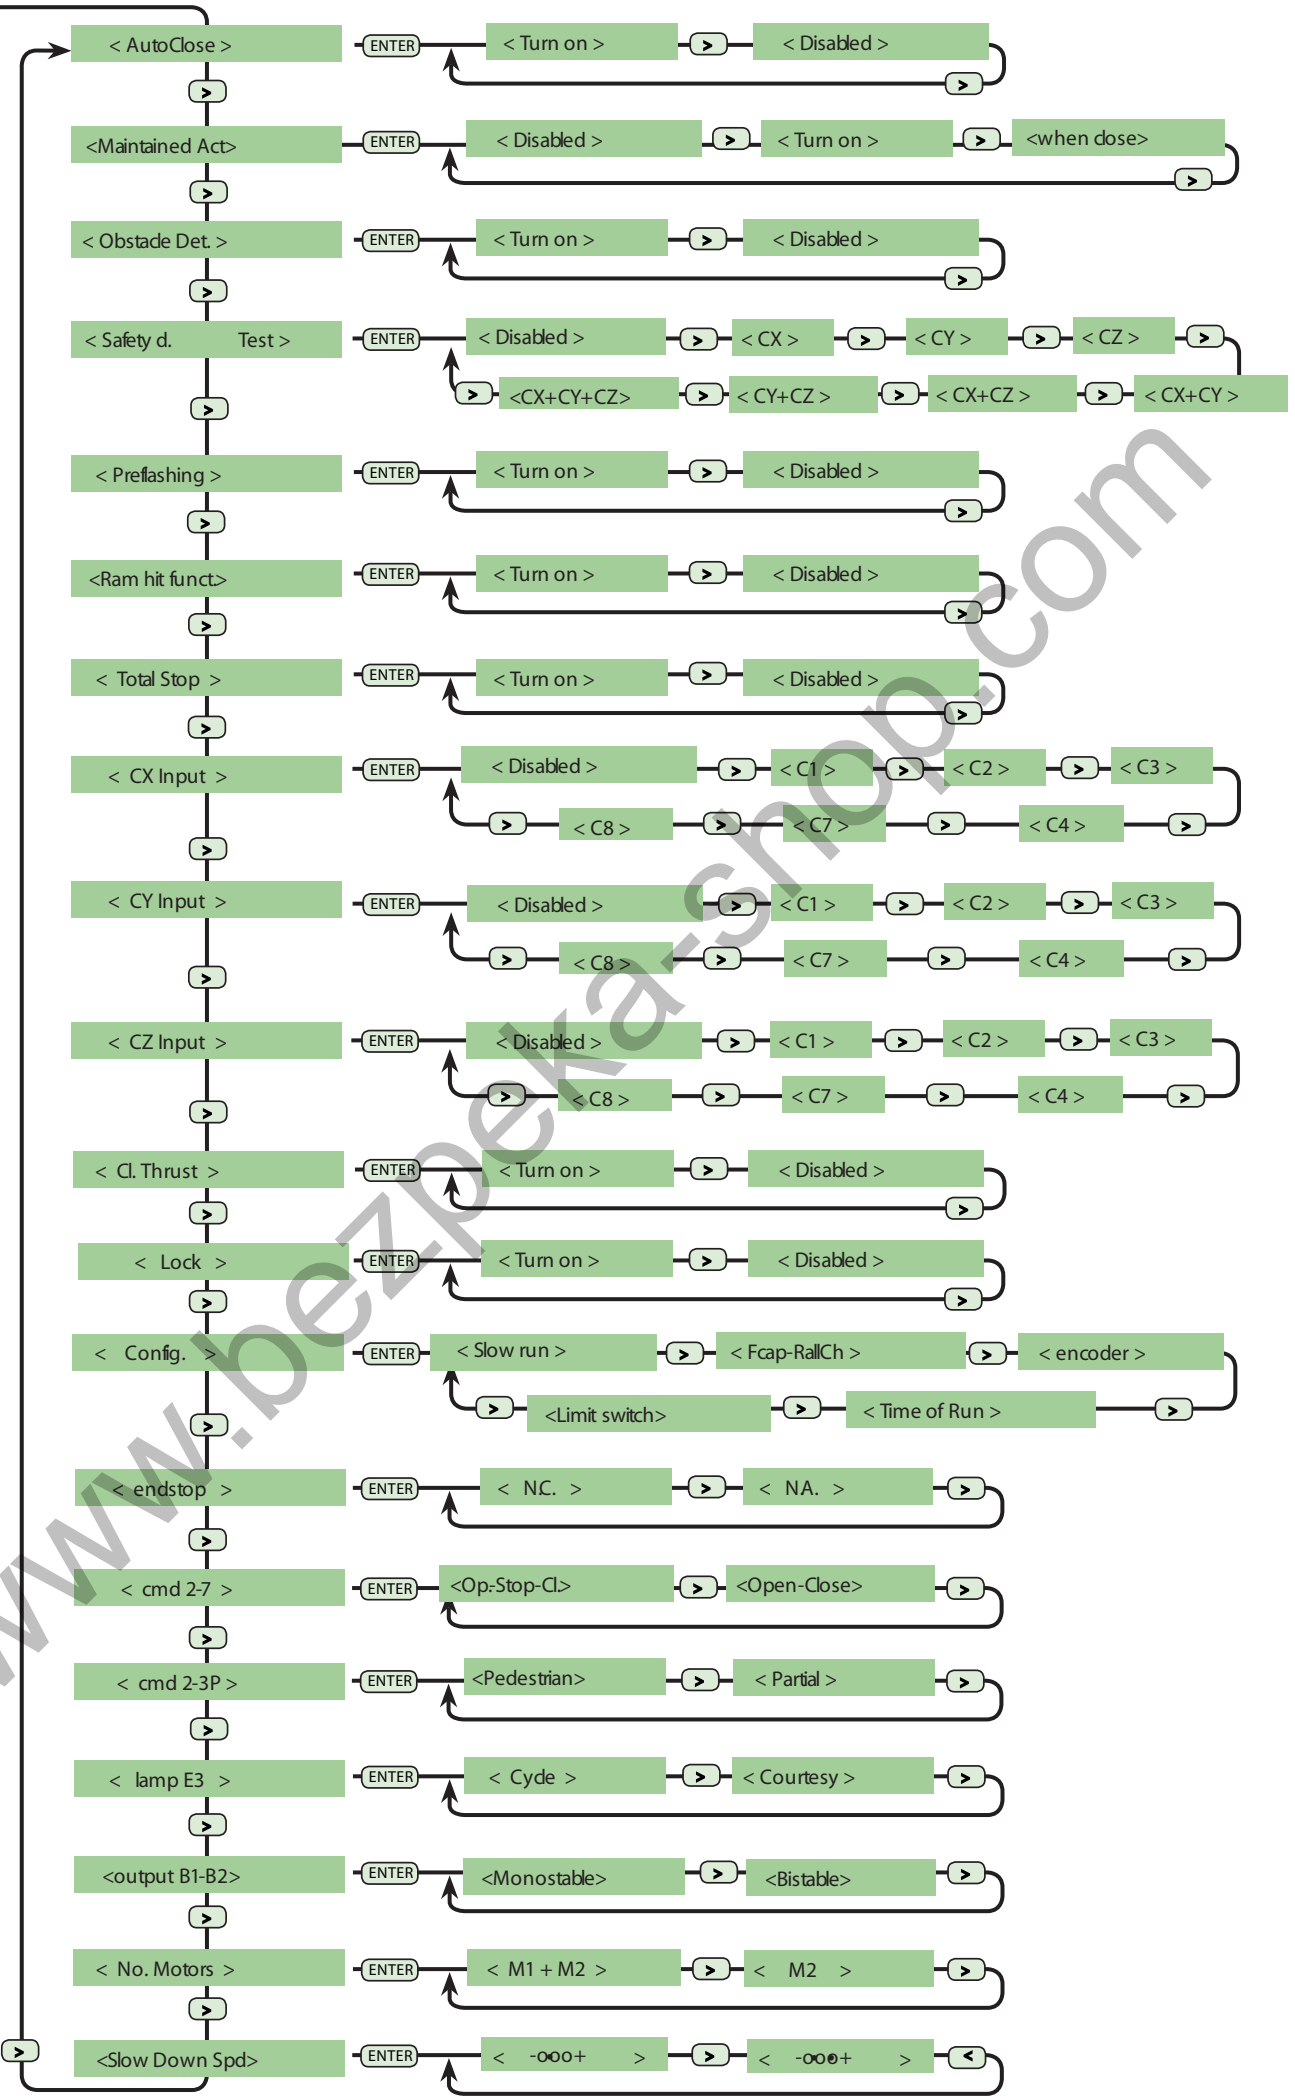 < AutoClose > ENTER < Turn on > > < Disabled >
> >
<Maintained Act> ENTER < Disabled > > < Turn on > > <when close>
> >
< Obstacle Det. > ENTER < Turn on > > < Disabled >
> >
< Safety d. Test > ENTER < Disabled > > < CX > > < CY > > < CZ > >
> <CX+CY+CZ> > < CY+CZ > > < CX+CZ > > < CX+CY >
>
< Preflashing > ENTER < Turn on > > < Disabled >
> >
<Ram hit funct.> ENTER < Turn on > > < Disabled >
> >
< Total Stop > ENTER < Turn on > > < Disabled >
> >
< CX Input > ENTER < Disabled > > < C1 > > < C2 > > < C3 >
> < C8 > > < C7 > > < C4 > >
>
< CY Input > ENTER < Disabled > > < C1 > > < C2 > > < C3 >
> < C8 > > < C7 > > < C4 > >
>
< CZ Input > ENTER < Disabled > > < C1 > > < C2 > > < C3 >
> < C8 > > < C7 > > < C4 > >
>
< Cl. Thrust > ENTER < Turn on > > < Disabled >
> >
< Lock > ENTER < Turn on > > < Disabled >
> >
< Config. > ENTER < Slow run > > < Fcap-RallCh > > < encoder >
> <Limit switch> > < Time of Run > >
>
< endstop > ENTER < N.C. > > < N.A. > >
>
< cmd 2-7 > ENTER <Op.-Stop-Cl.> > <Open-Close> >
>
< cmd 2-3P > ENTER <Pedestrian> > < Partial > >
>
< lamp E3 > ENTER < Cycle > > < Courtesy > >
>
<output B1-B2> ENTER <Monostable> > <Bistable> >
>
< No. Motors > ENTER < M1 + M2 > > < M2 > >
>
> <Slow Down Spd> ENTER < -o●oo+ > > < -o●o●+ > <
www.bezpeka-shop.com